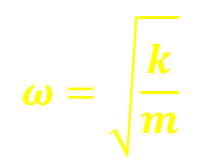 ω = √(k/m)